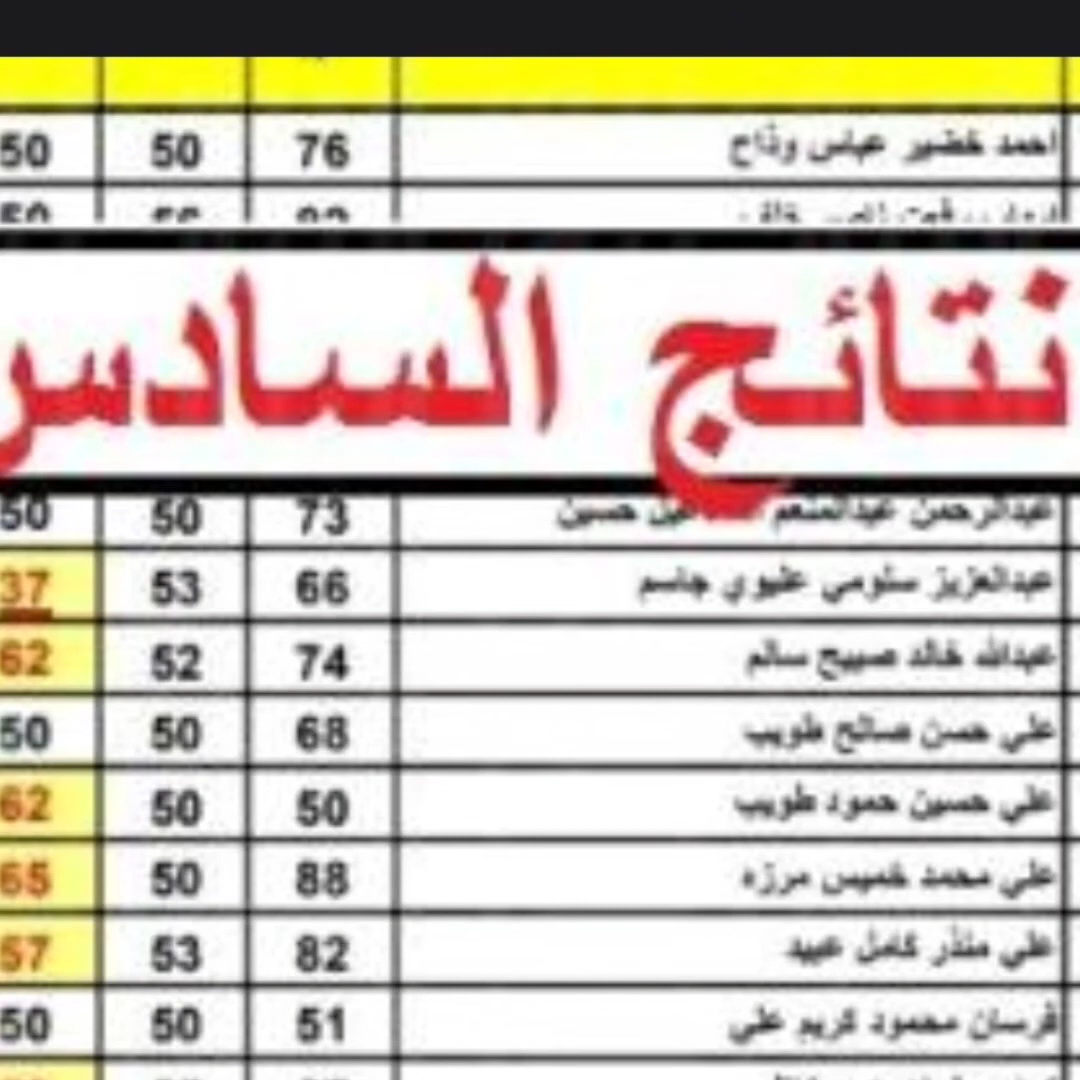 احمد خضير عباس وذاح 76 50 50
نتائج السادس
عبدالرحمن عبدالمنعم حسين 73 50 50
عبدالعزيز سلومي عليوي جاسم 66 53 37
عبدالله خالد صبيح سالم 74 52 62
علي حسن صالح طويب 68 50 50
علي حسين حمود طويب 50 50 62
علي محمد خميس مرزه 88 50 65
علي منذر كامل عبيد 82 53 57
فرسان محمود كريم علي 51 50 50